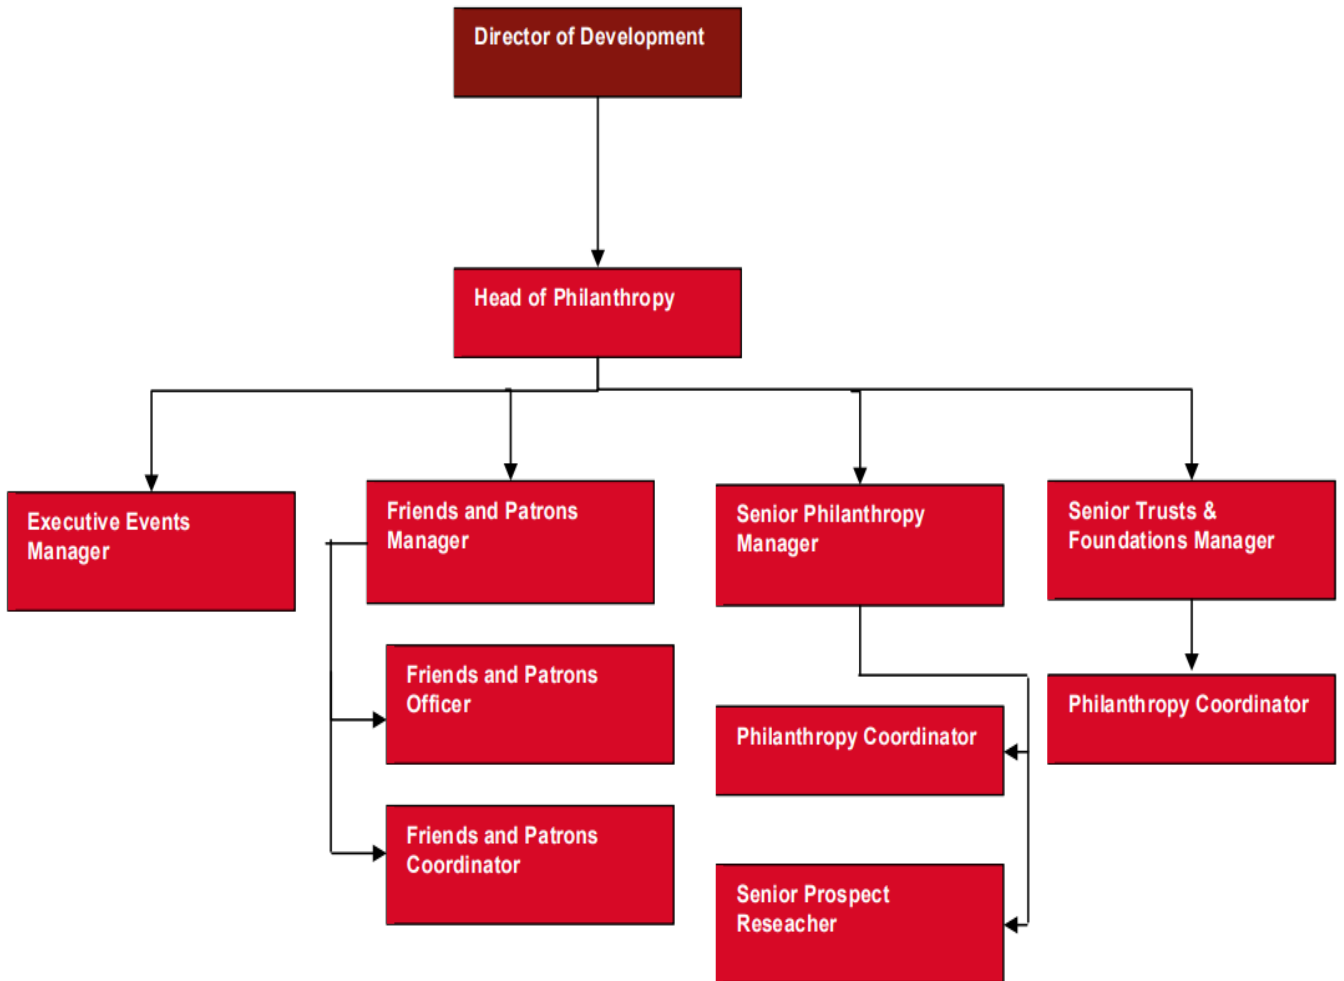 Director of Development
Head of Philanthropy
Executive Events
Manager
Friends and Patrons
Manager
Senior Philanthropy
Manager
Senior Trusts &
Foundations Manager
Friends and Patrons
Officer
Philanthropy Coordinator
Philanthropy Coordinator
Friends and Patrons
Coordinator
Senior Prospect
Reseacher